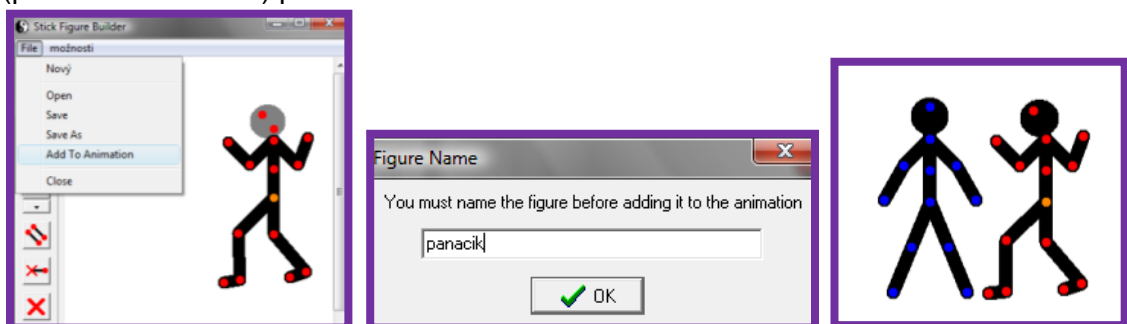 Stick Figure Builder
File možnosti
Nový
Open
Save
Save As
Add To Animation
Close
Figure Name
You must name the figure before adding it to the animation
panacik
OK